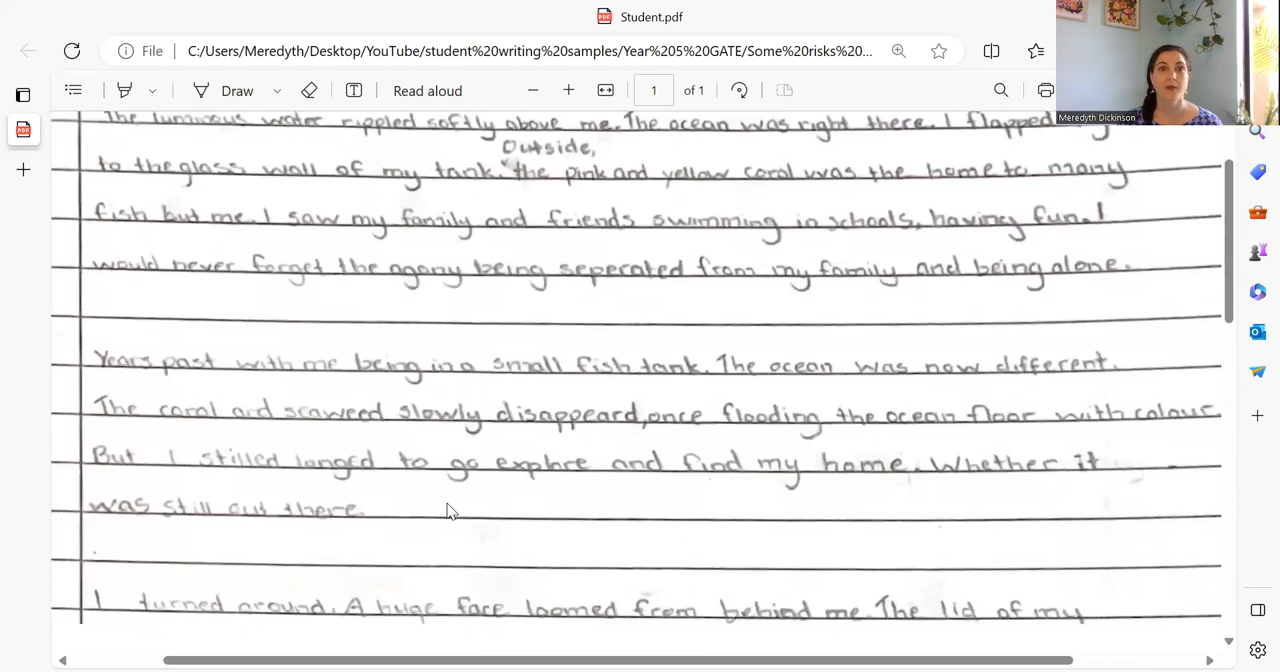 Student.pdf
File
C:/Users/Meredyth/Desktop/YouTube/student%20writing%20samples/Year%205%20GATE/Some%20risks%20...
Draw
Read aloud
1
of 1
Meredyth Dickinson
The luminous water rippled softly above me. The ocean was right there. I flapped
Outside,
to the glass wall of my tank. the pink and yellow coral was the home to many
fish but me. I saw my family and friends swimming in schools, having fun. I
would never forget the agony being seperated from my family and being alone.
Years past with me being in a small fish tank. The ocean was now different.
The coral and seaweed slowly disappeard, once flooding the ocean floor with colour
But I stilled longed to go explore and find my home. Whether it
was still out there.
I turned around. A huge face loomed from behind me. The lid of my